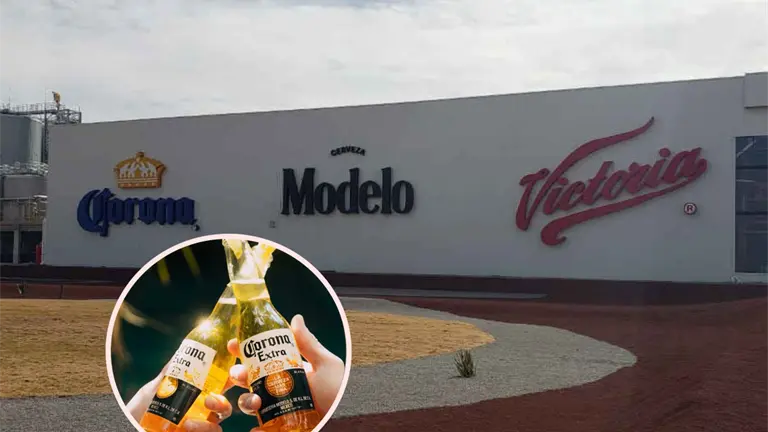 Corona
CERVEZA
Modelo
Victoria
®
Corona
Extra
Corona
Extra